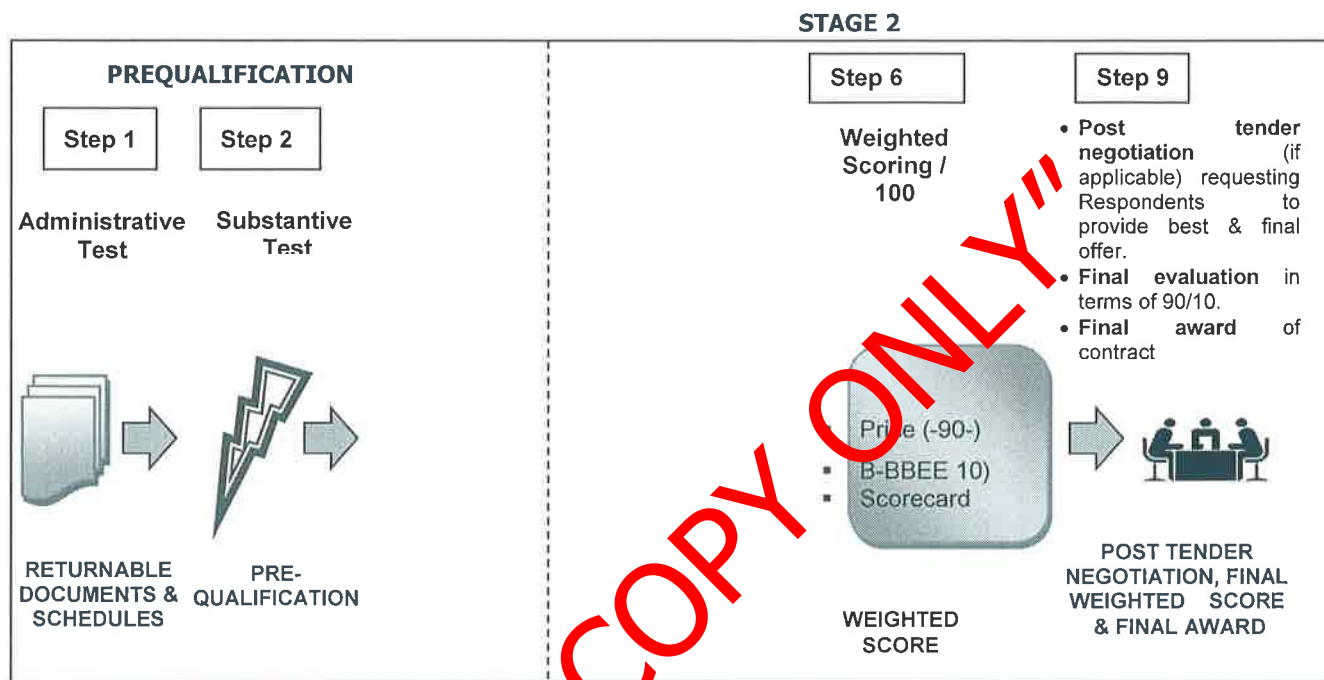 STAGE 2
PREQUALIFICATION
Step 1
Step 2
Administrative
Test
Substantive
Test
RETURNABLE
DOCUMENTS &
SCHEDULES
PRE-
QUALIFICATION
Step 6
Weighted
Scoring /
100
• Price (-90-)
▪ B-BBEE 10)
▪ Scorecard
WEIGHTED
SCORE
Step 9
• Post tender
negotiation (if
applicable) requesting
Respondents to
provide best & final
offer.
• Final evaluation in
terms of 90/10.
• Final award of
contract
POST TENDER
NEGOTIATION, FINAL
WEIGHTED SCORE
& FINAL AWARD
COPY ONLY”